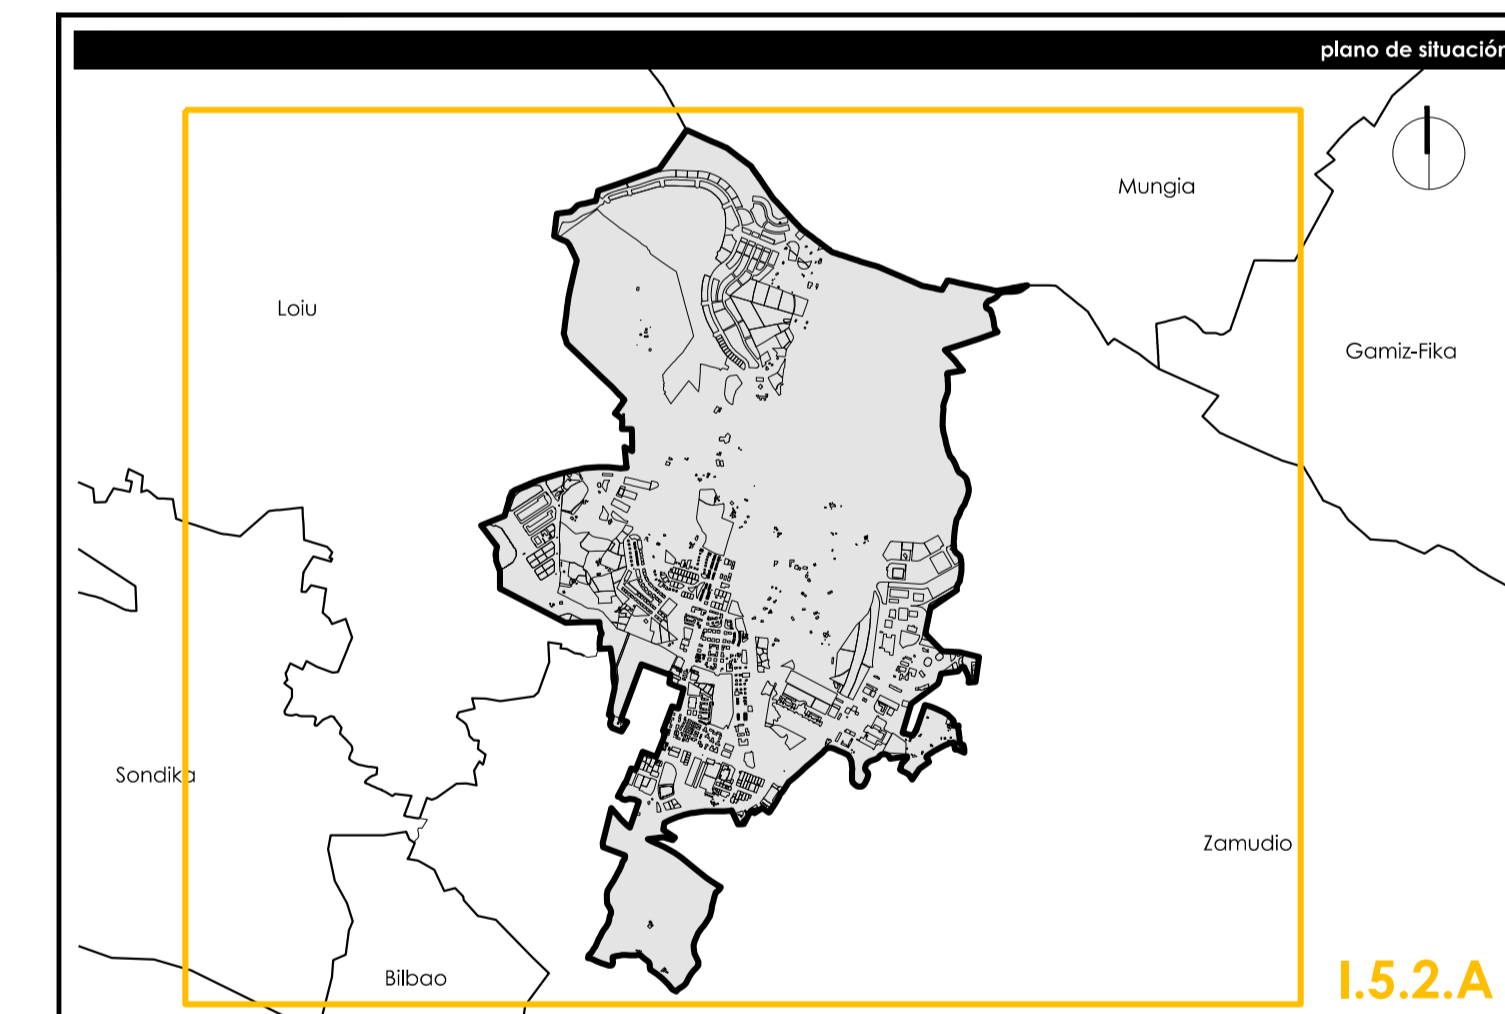 plano de situación
Mungia
Loiu
Gamiz-Fika
Sondika
Zamudio
Bilbao
I.5.2.A